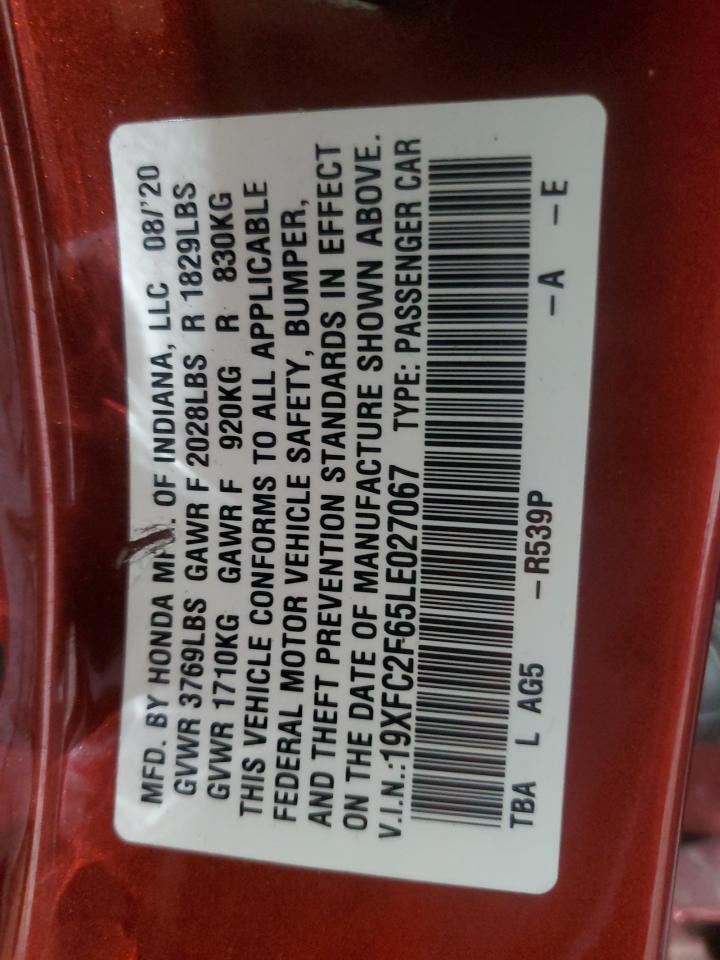 MFD. BY HONDA MFG. OF INDIANA, LLC 08/'20
GVWR 3769LBS GAWR F 2028LBS R 1829LBS
GVWR 1710KG GAWR F 920KG R 830KG
THIS VEHICLE CONFORMS TO ALL APPLICABLE
FEDERAL MOTOR VEHICLE SAFETY, BUMPER,
AND THEFT PREVENTION STANDARDS IN EFFECT
ON THE DATE OF MANUFACTURE SHOWN ABOVE.
V.I.N.:19XFC2F65LE027067 TYPE: PASSENGER CAR
TBA L AG5 -R539P -A -E